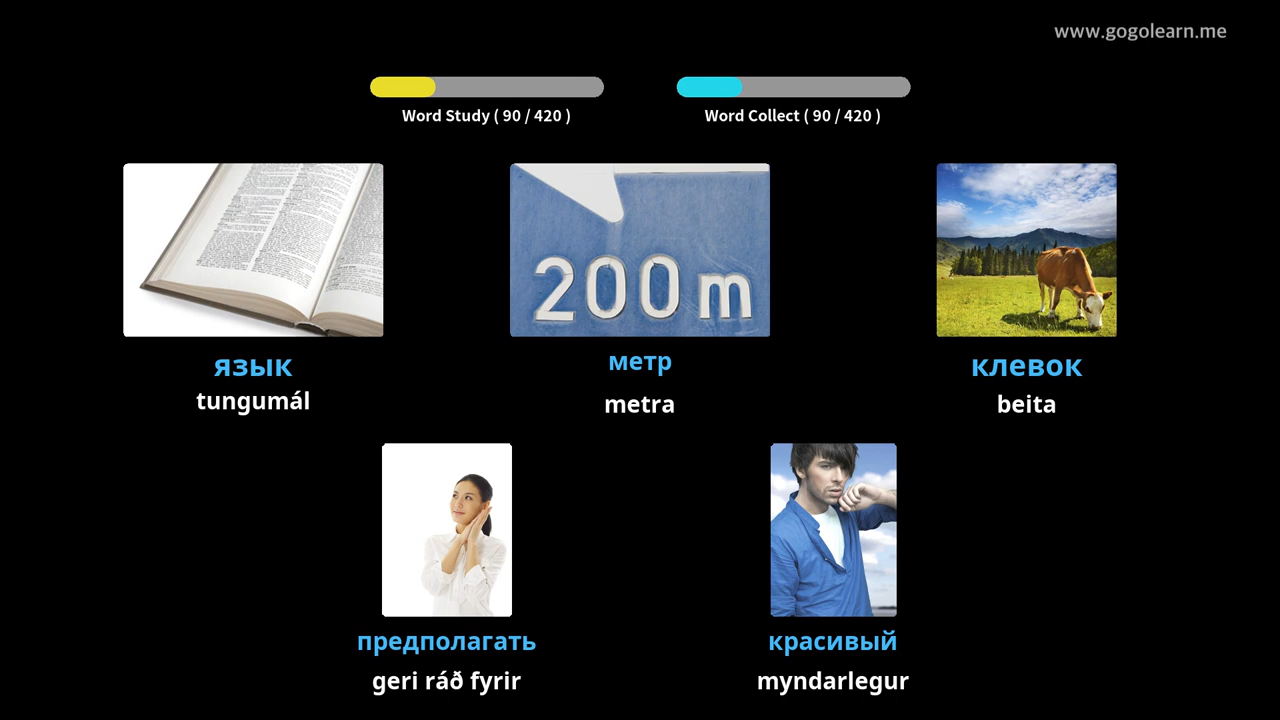 www.gogolearn.me
Word Study ( 90 / 420 )
Word Collect ( 90 / 420 )
200 m
язык
метр
клевок
tungumál
metra
beita
предполагать
красивый
geri ráð fyrir
myndarlegur